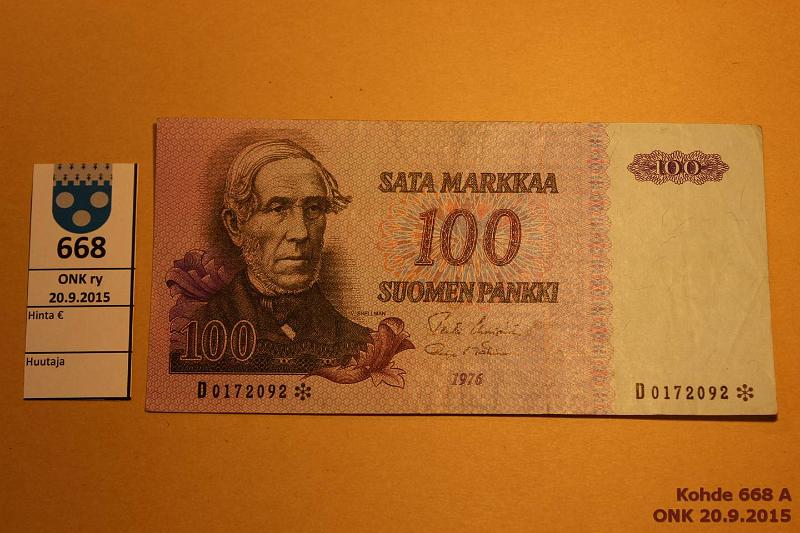 668
ONK ry
20.9.2015
Hinta €
Huutaja
SATA MARKKAA
100
SUOMEN PANKKI
100
SNELLMAN
100
1976
D0172092*
D0172092*
Kohde 668 A
ONK 20.9.2015